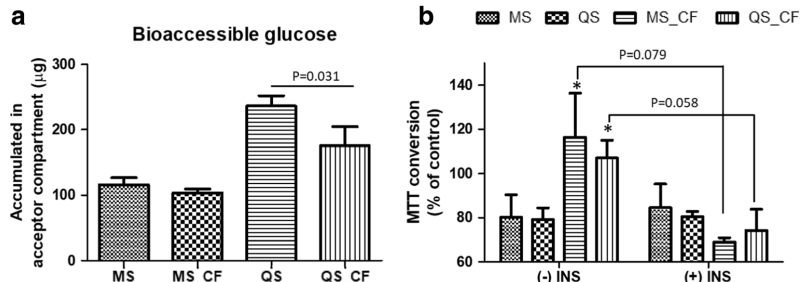 a
Bioaccessible glucose
Accumulated in
acceptor compartment (µg)
300
200
100
0
P=0.031
MS
MS_CF
QS
QS_CF
b
MS
QS
MS_CF
QS_CF
MTT conversion
(% of control)
140
120
100
80
60
P=0.079
P=0.058
*
*
(-) INS
(+) INS